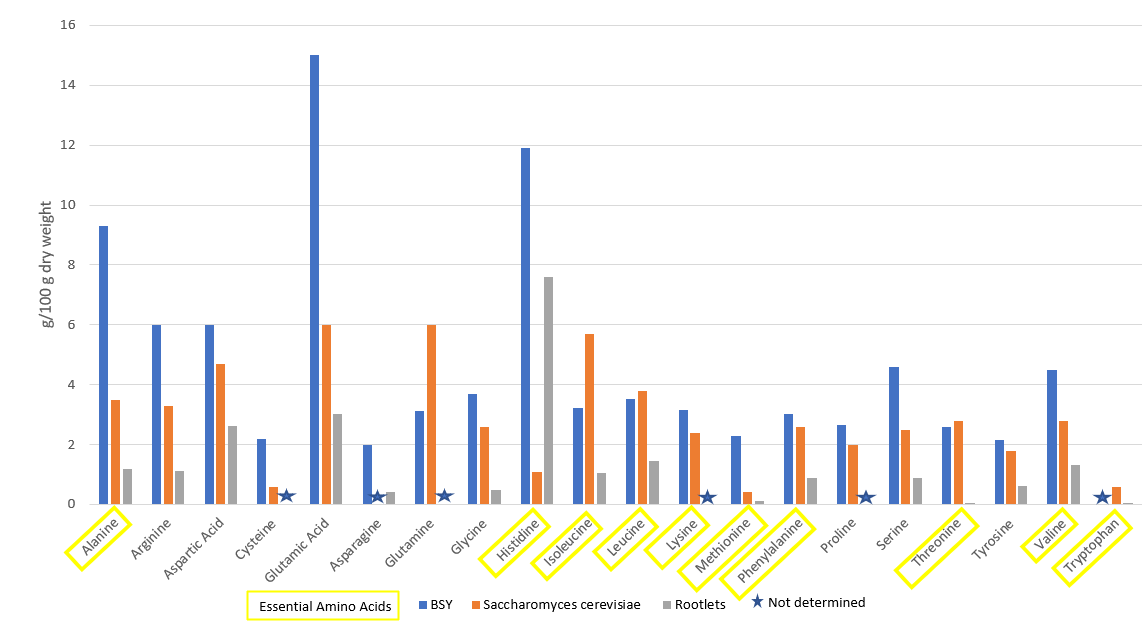 16
14
12
10
8
6
4
2
0
g/100 g dry weight
Alanine
Arginine
Aspartic Acid
Cysteine
Glutamic Acid
Asparagine
Glutamine
Glycine
Histidine
Isoleucine
Leucine
Lysine
Methionine
Phenylalanine
Proline
Serine
Threonine
Tyrosine
Valine
Tryptophan
Essential Amino Acids BSY Saccharomyces cerevisiae Rootlets Not determined